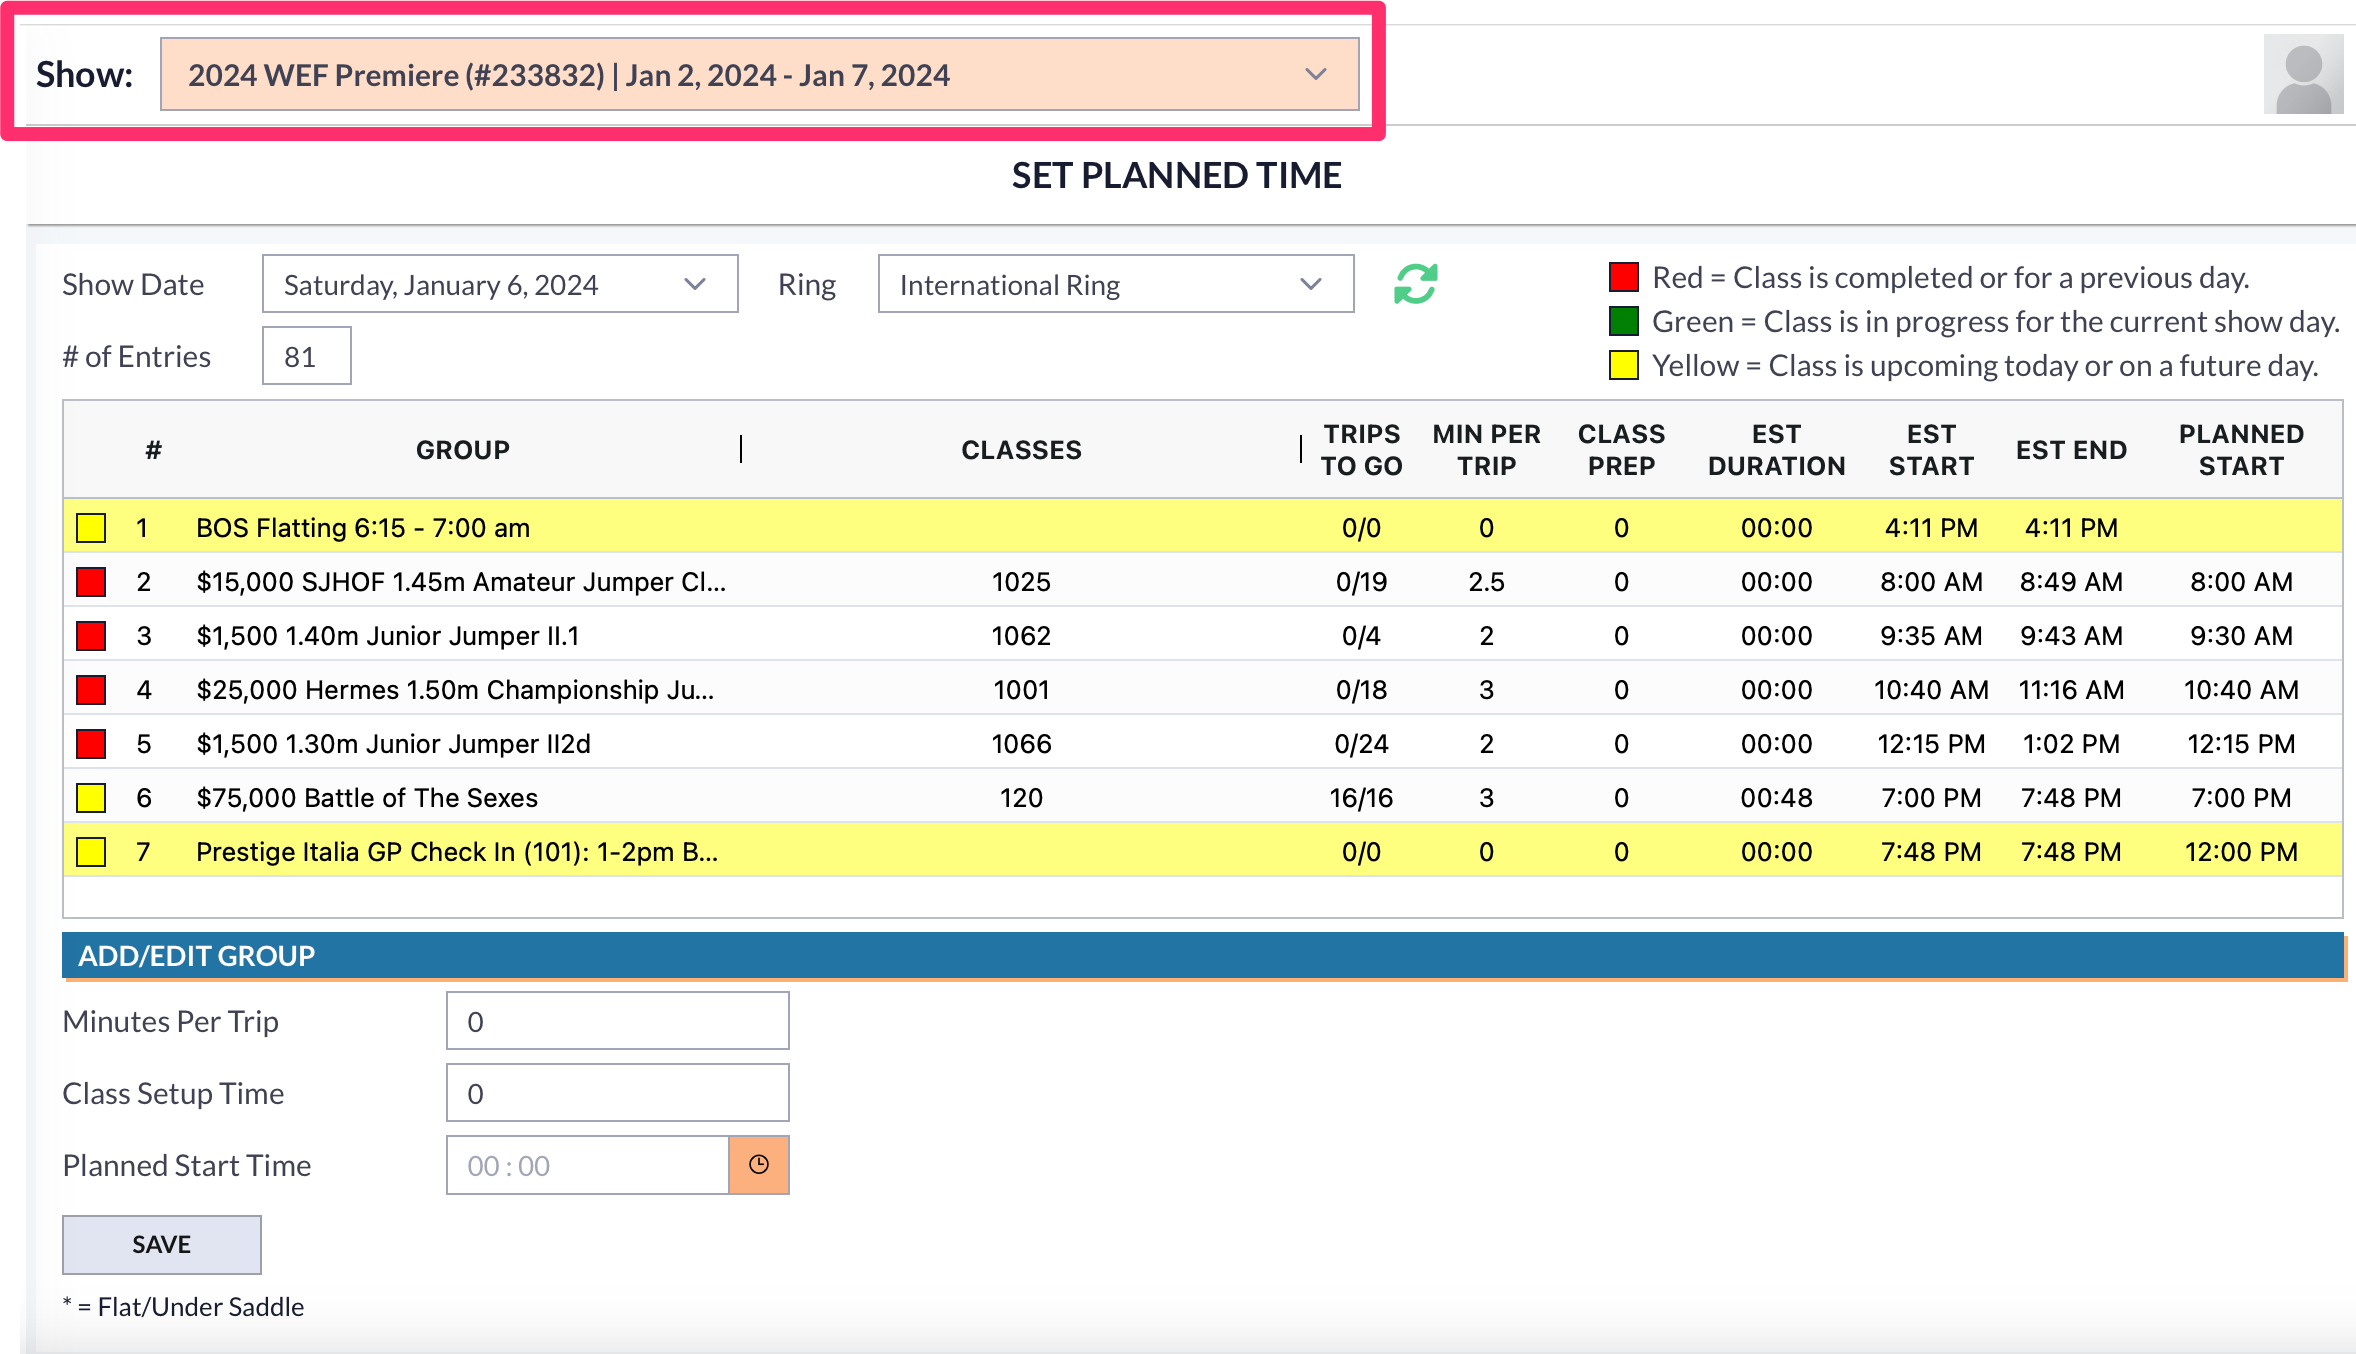 Show: 2024 WEF Premiere (#233832) | Jan 2, 2024 - Jan 7, 2024
SET PLANNED TIME
Show Date Saturday, January 6, 2024 Ring International Ring
# of Entries 81
Red = Class is completed or for a previous day.
Green = Class is in progress for the current show day.
Yellow = Class is upcoming today or on a future day.
# GROUP CLASSES TRIPS TO GO MIN PER TRIP CLASS PREP EST DURATION EST START EST END PLANNED START
1 BOS Flatting 6:15 - 7:00 am 0/0 0 0 00:00 4:11 PM 4:11 PM
2 $15,000 SJHOF 1.45m Amateur Jumper Cl... 1025 0/19 2.5 0 00:00 8:00 AM 8:49 AM 8:00 AM
3 $1,500 1.40m Junior Jumper II.1 1062 0/4 2 0 00:00 9:35 AM 9:43 AM 9:30 AM
4 $25,000 Hermes 1.50m Championship Ju... 1001 0/18 3 0 00:00 10:40 AM 11:16 AM 10:40 AM
5 $1,500 1.30m Junior Jumper II2d 1066 0/24 2 0 00:00 12:15 PM 1:02 PM 12:15 PM
6 $75,000 Battle of The Sexes 120 16/16 3 0 00:48 7:00 PM 7:48 PM 7:00 PM
7 Prestige Italia GP Check In (101): 1-2pm B... 0/0 0 0 00:00 7:48 PM 7:48 PM 12:00 PM
ADD/EDIT GROUP
Minutes Per Trip 0
Class Setup Time 0
Planned Start Time 00 : 00
SAVE
* = Flat/Under Saddle